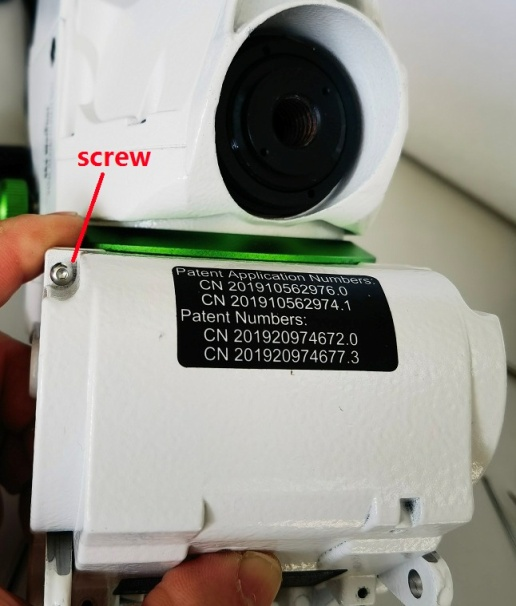 screw
Patent Application Numbers:
CN 201910562976.0
CN 201910562974.1
Patent Numbers:
CN 201920974672.0
CN 201920974677.3